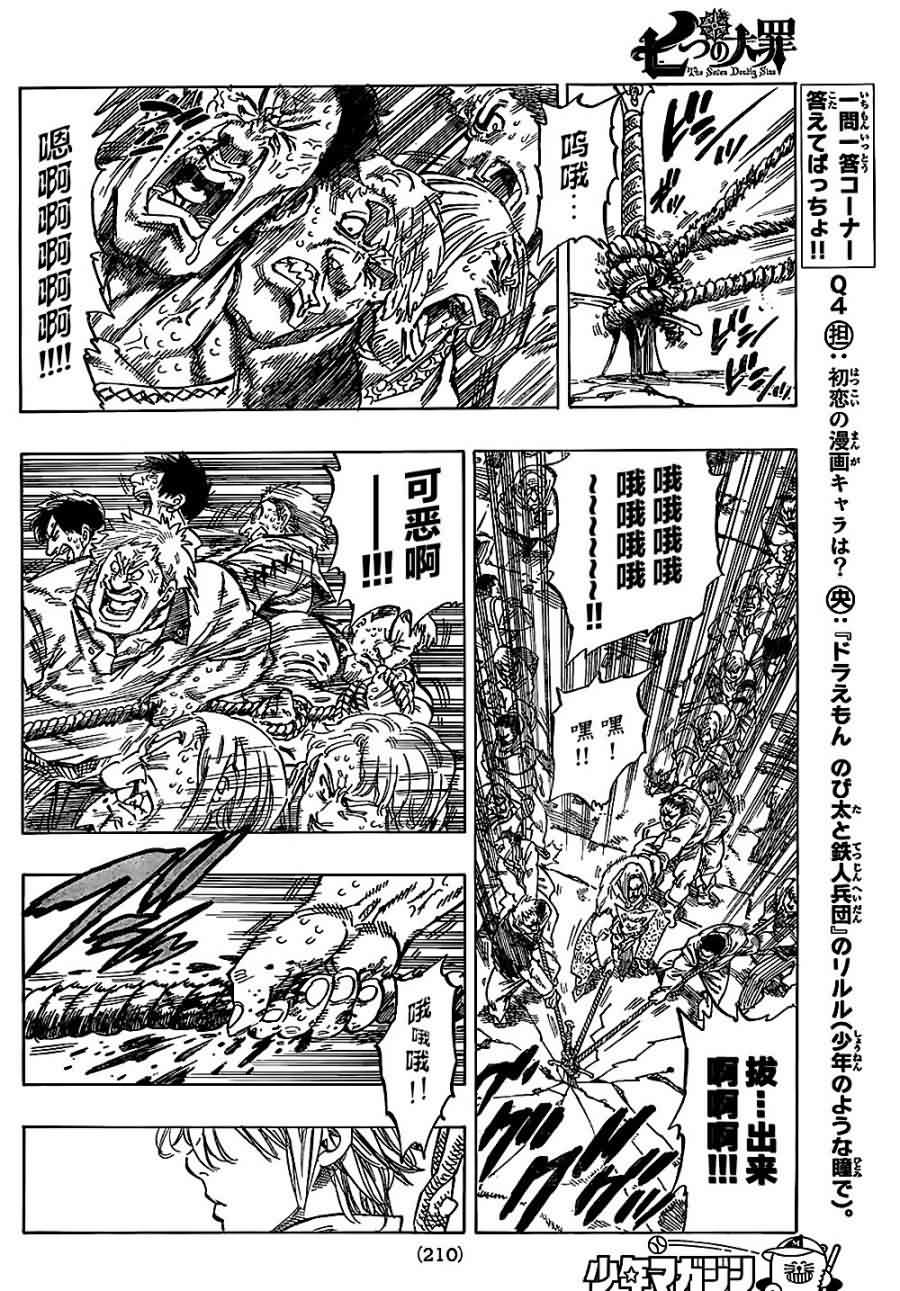 七つの大罪
The Seven Deadly Sins
一問一答コーナー
答えてばっちょ!!
Q4 担：初恋の漫画キャラは？ 央：『ドラえもん のび太と鉄人兵団』のリルル(少年のような瞳で)。
呜哦…
嗯啊啊啊啊啊啊!!!!
哦哦哦哦
哦哦哦哦
~~~~~!!
嘿！
嘿!!
拔…出来
啊啊啊!!!
可恶啊
——!!!
哦哦哦!!
(210)
少年マガジン